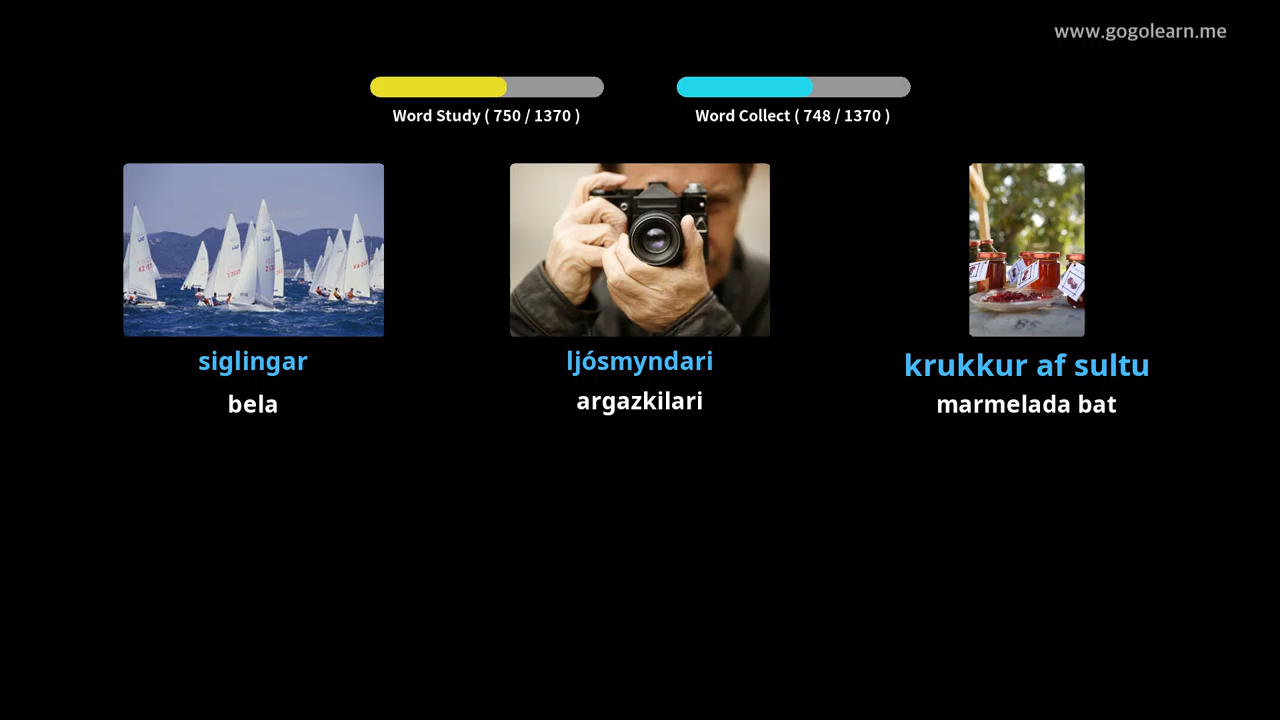 www.gogolearn.me
Word Study ( 750 / 1370 )
Word Collect ( 748 / 1370 )
siglingar
ljósmyndari
krukkur af sultu
bela
argazkilari
marmelada bat